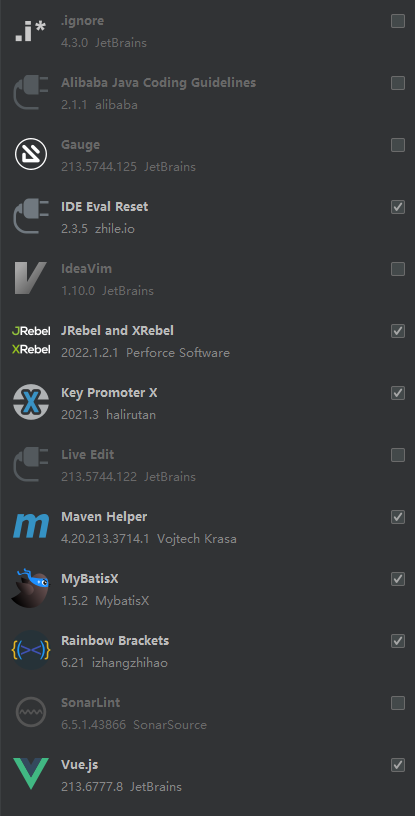 .i*
.ignore
4.3.0 JetBrains
Alibaba Java Coding Guidelines
2.1.1 alibaba
Gauge
213.5744.125 JetBrains
IDE Eval Reset
2.3.5 zhile.io
IdeaVim
1.10.0 JetBrains
JRebel
XRebel
JRebel and XRebel
2022.1.2.1 Perforce Software
X
Key Promoter X
2021.3 halirutan
Live Edit
213.5744.122 JetBrains
m
Maven Helper
4.20.213.3714.1 Vojtech Krasa
MyBatisX
1.5.2 MybatisX
{(><)}
Rainbow Brackets
6.21 izhangzhihao
SonarLint
6.5.1.43866 SonarSource
Vue.js
213.6777.8 JetBrains